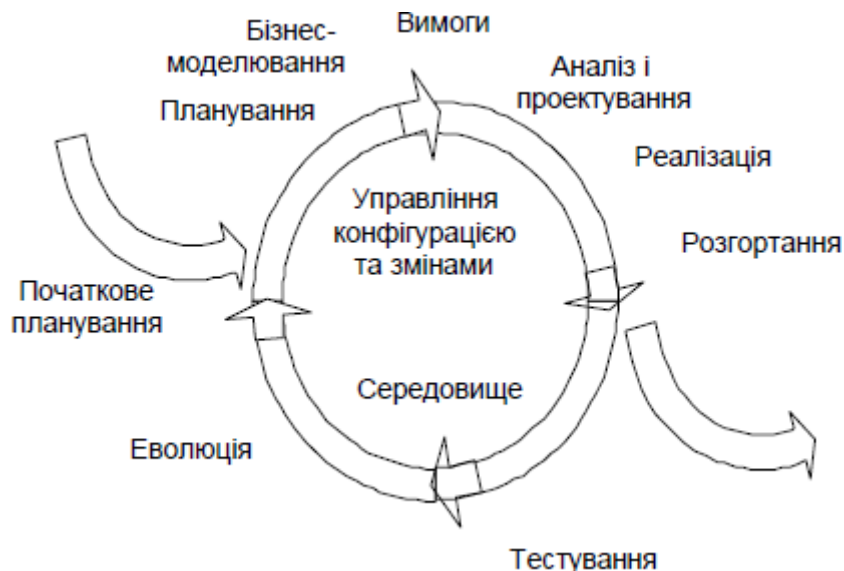 Бізнес-
моделювання
Вимоги
Аналіз і
проектування
Планування
Реалізація
Управління
конфігурацією
та змінами
Розгортання
Початкове
планування
Середовище
Еволюція
Тестування